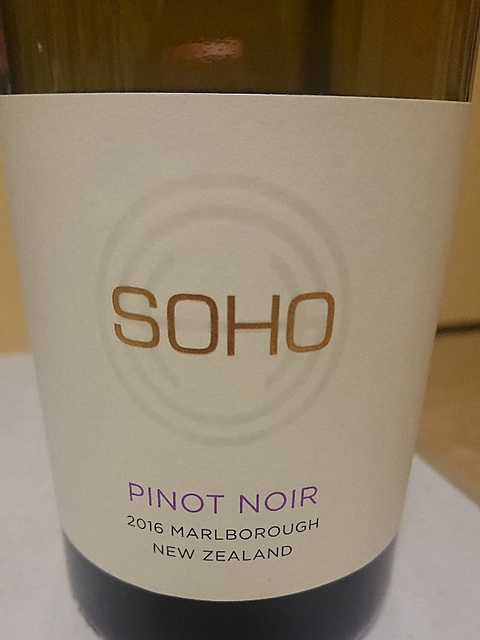 SOHO
PINOT NOIR
2016 MARLBOROUGH
NEW ZEALAND